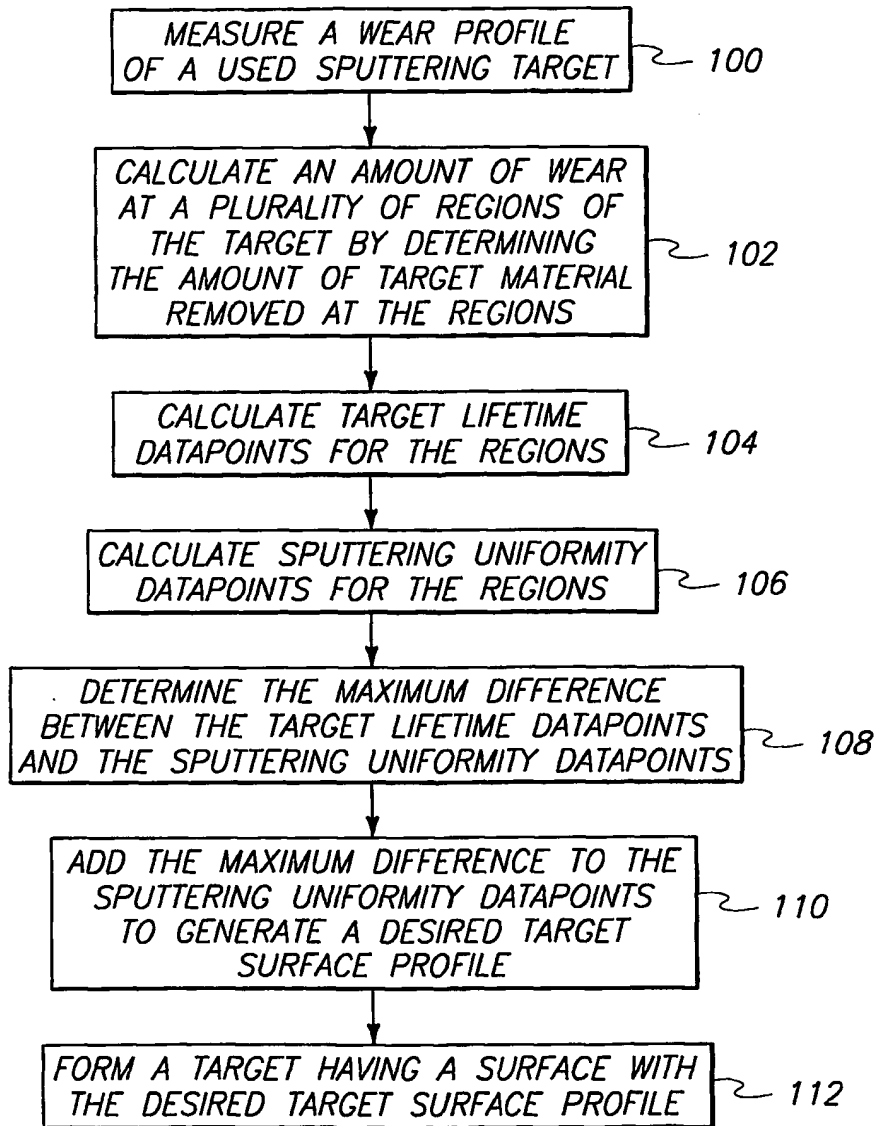 MEASURE A WEAR PROFILE
OF A USED SPUTTERING TARGET
100
CALCULATE AN AMOUNT OF WEAR
AT A PLURALITY OF REGIONS OF
THE TARGET BY DETERMINING
THE AMOUNT OF TARGET MATERIAL
REMOVED AT THE REGIONS
102
CALCULATE TARGET LIFETIME
DATAPOINTS FOR THE REGIONS
104
CALCULATE SPUTTERING UNIFORMITY
DATAPOINTS FOR THE REGIONS
106
DETERMINE THE MAXIMUM DIFFERENCE
BETWEEN THE TARGET LIFETIME DATAPOINTS
AND THE SPUTTERING UNIFORMITY DATAPOINTS
108
ADD THE MAXIMUM DIFFERENCE TO THE
SPUTTERING UNIFORMITY DATAPOINTS
TO GENERATE A DESIRED TARGET
SURFACE PROFILE
110
FORM A TARGET HAVING A SURFACE WITH
THE DESIRED TARGET SURFACE PROFILE
112